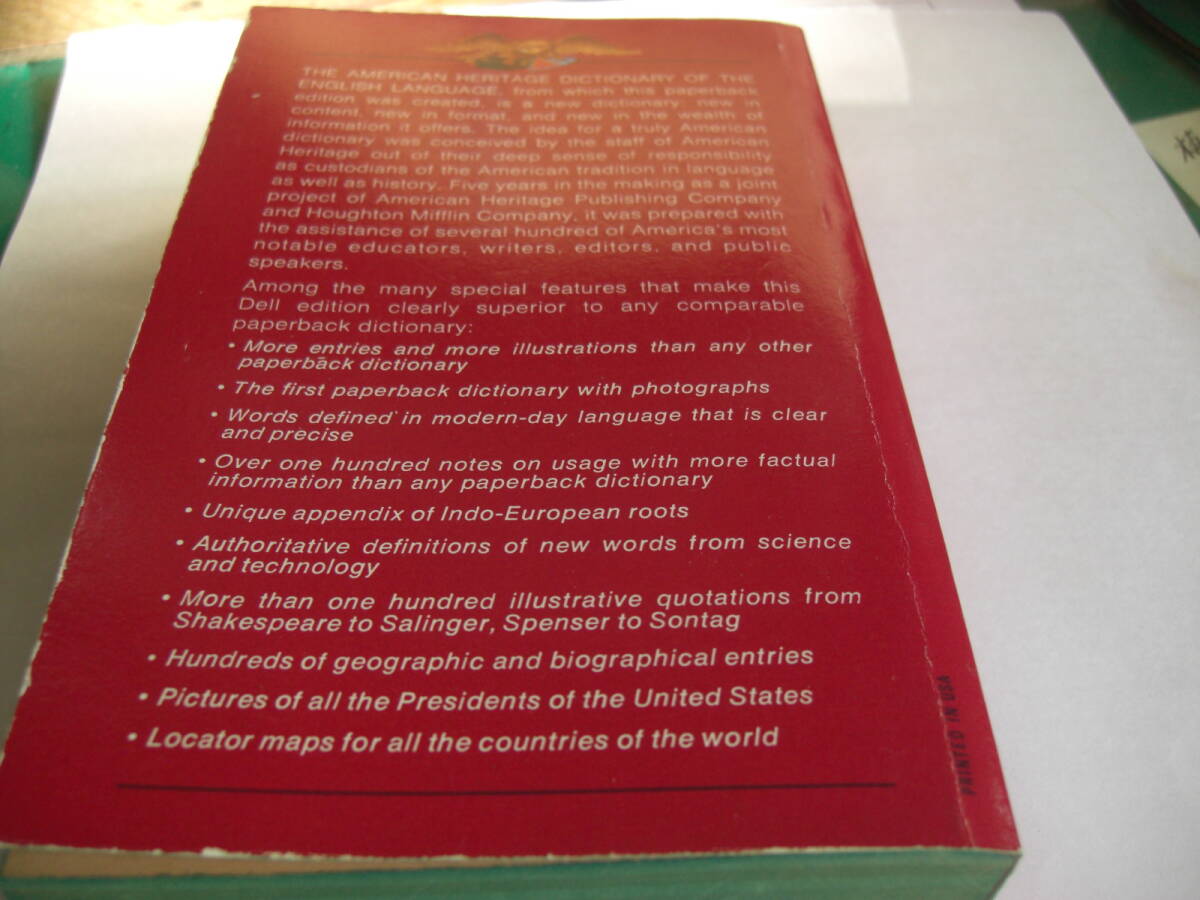 THE AMERICAN HERITAGE DICTIONARY OF THE
ENGLISH LANGUAGE, from which this paperback
edition was created, is a new dictionary: new in
content, new in format, and new in the wealth of
information it offers. The idea for a truly American
dictionary was conceived by the staff of American
Heritage out of their deep sense of responsibility
as custodians of the American tradition in language
as well as history. Five years in the making as a joint
project of American Heritage Publishing Company
and Houghton Mifflin Company, it was prepared with
the assistance of several hundred of America's most
notable educators, writers, editors, and public
speakers.
Among the many special features that make this
Dell edition clearly superior to any comparable
paperback dictionary:
• More entries and more illustrations than any other
paperback dictionary
• The first paperback dictionary with photographs
• Words defined in modern-day language that is clear
and precise
• Over one hundred notes on usage with more factual
information than any paperback dictionary
• Unique appendix of Indo-European roots
• Authoritative definitions of new words from science
and technology
• More than one hundred illustrative quotations from
Shakespeare to Salinger, Spenser to Sontag
• Hundreds of geographic and biographical entries
• Pictures of all the Presidents of the United States
• Locator maps for all the countries of the world
PRINTED IN USA